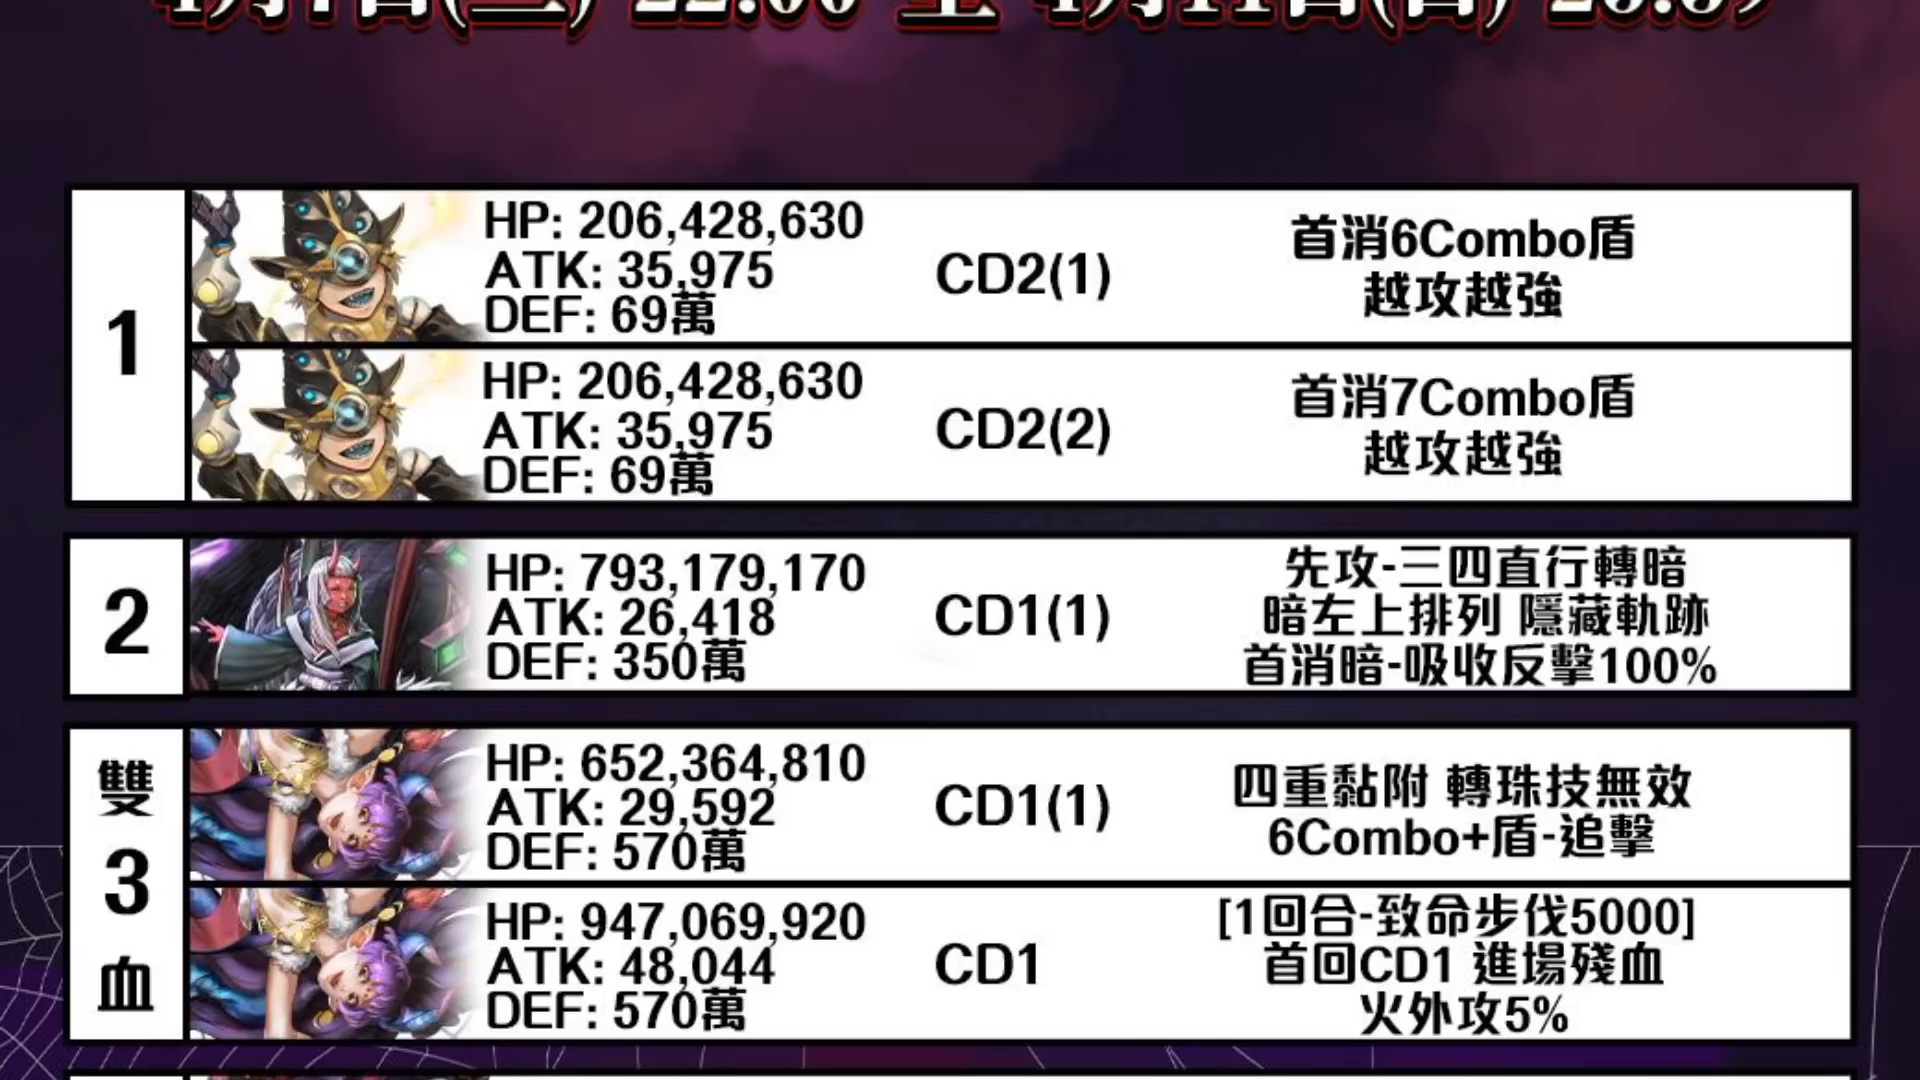 1
HP: 206,428,630
ATK: 35,975
DEF: 69萬
CD2(1)
首消6Combo盾
越攻越強
HP: 206,428,630
ATK: 35,975
DEF: 69萬
CD2(2)
首消7Combo盾
越攻越強
2
HP: 793,179,170
ATK: 26,418
DEF: 350萬
CD1(1)
先攻-三四直行轉暗
暗左上排列 隱藏軌跡
首消暗-吸收反擊100%
雙
3
血
HP: 652,364,810
ATK: 29,592
DEF: 570萬
CD1(1)
四重黏附 轉珠技無效
6Combo+盾-追擊
HP: 947,069,920
ATK: 48,044
DEF: 570萬
CD1
[1回合-致命步伐5000]
首回CD1 進場殘血
火外攻5%